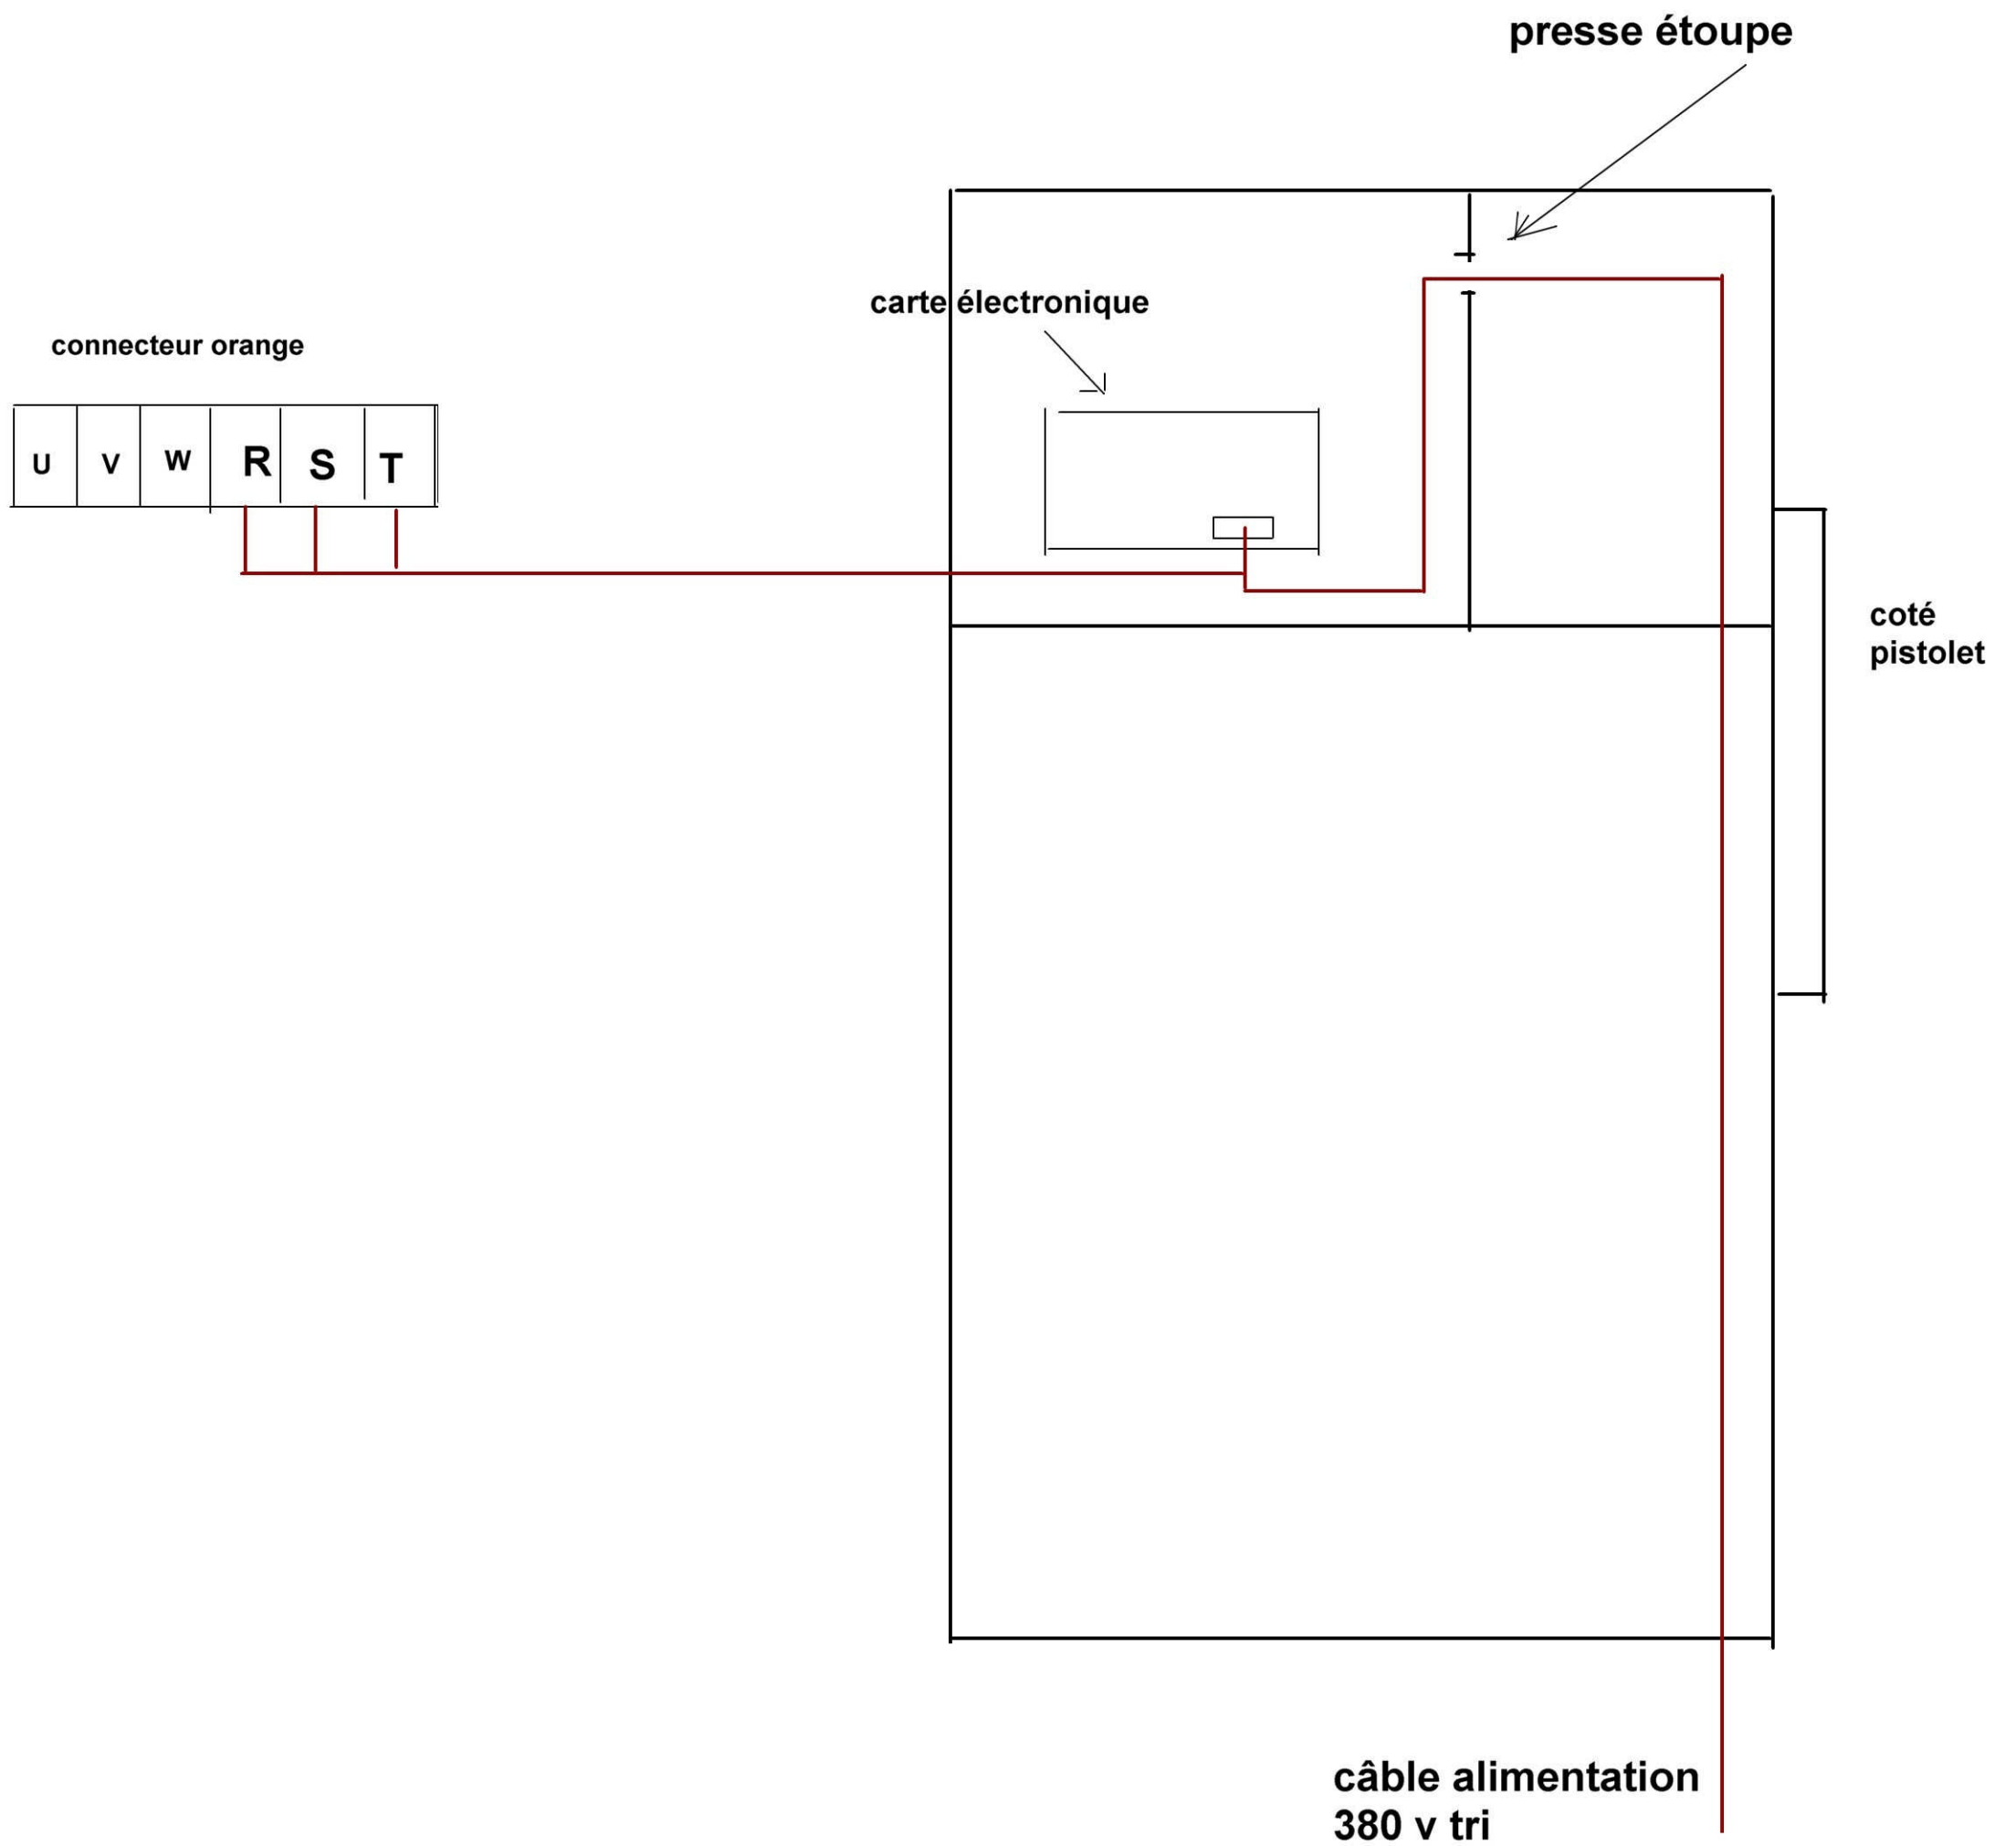 presse étoupe
carte électronique
connecteur orange
U V W R S T
coté
pistolet
câble alimentation
380 v tri